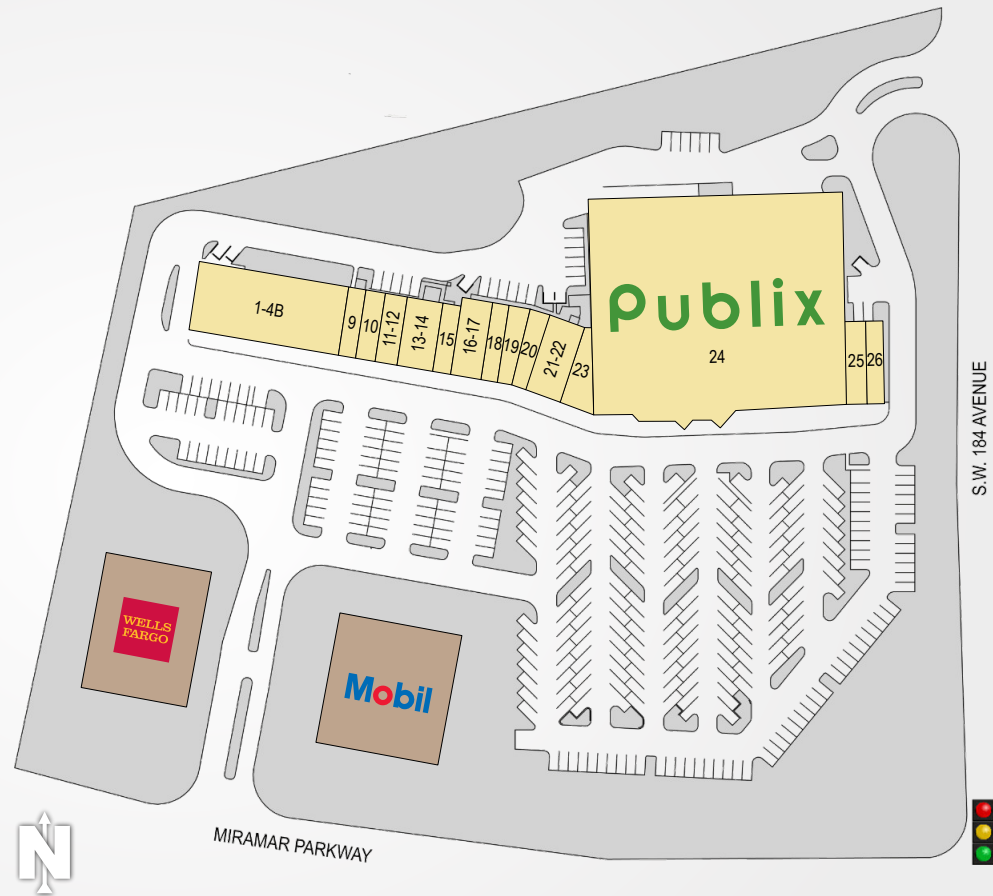 Publix
24
1-4B
9
10
11-12
13-14
15
16-17
18
19
20
21-22
23
25
26
S.W. 184 AVENUE
WELLS
FARGO
Mobil
MIRAMAR PARKWAY
N